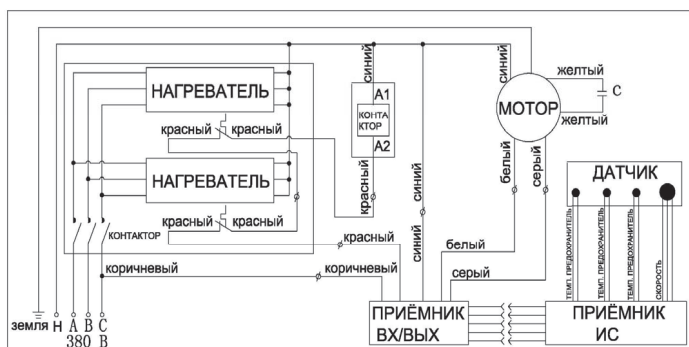 НАГРЕВАТЕЛЬ
красный
красный
НАГРЕВАТЕЛЬ
красный
красный
КОНТАКТОР
коричневый
коричневый
красный
синий
A1
КОНТА
КТОР
A2
красный
синий
синий
синий
МОТОР
желтый
C
желтый
белый
серый
белый
серый
ДАТЧИК
ТЕМП. ПРЕДОХРАНИТЕЛЬ
ТЕМП. ПРЕДОХРАНИТЕЛЬ
ТЕМП. ПРЕДОХРАНИТЕЛЬ
СКОРОСТЬ
земля
Н
A B C
380 В
ПРИЁМНИК
ВХ/ВЫХ
ПРИЁМНИК
ИС